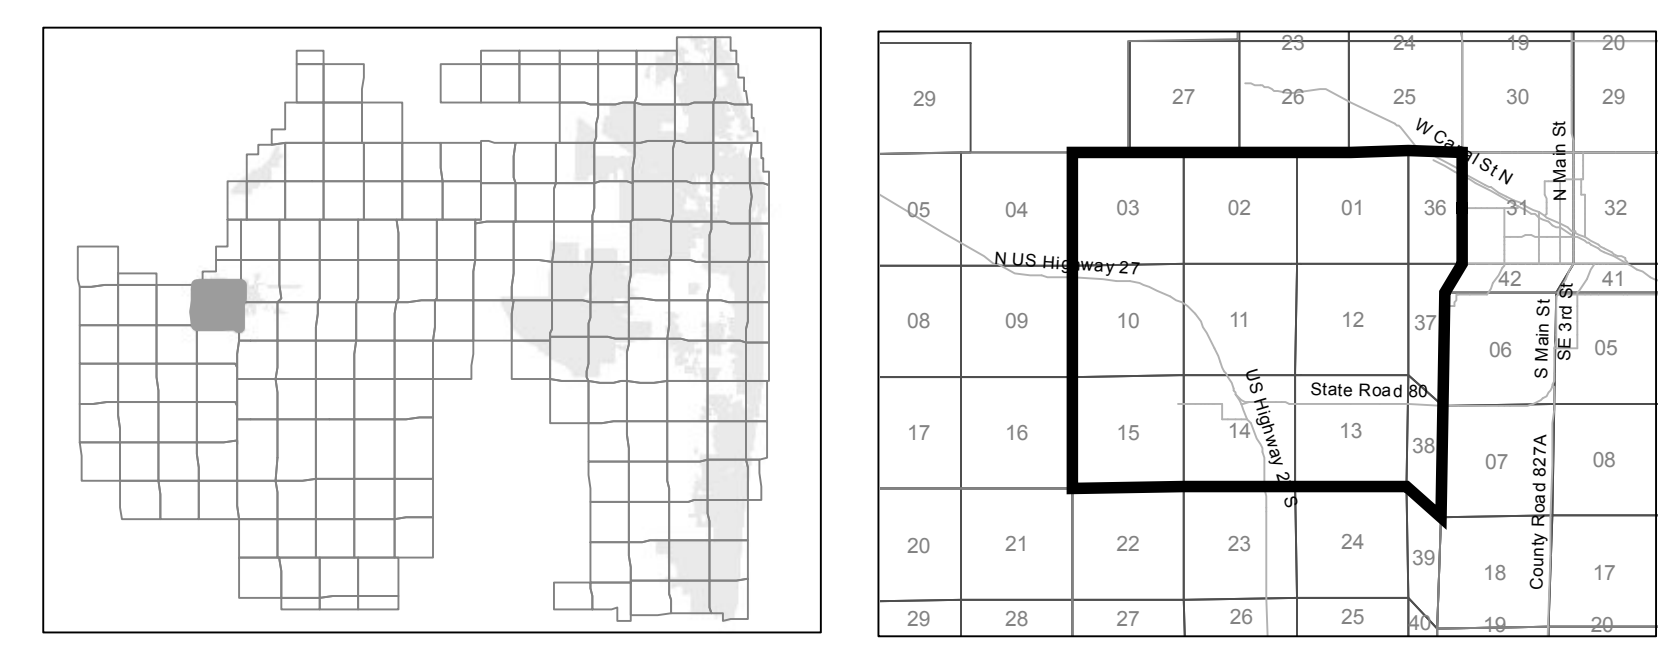 23 24 19 20
29 27 26 25 30 29
W Canal St N
N Main St
05 04 03 02 01 36 31 32
N US Highway 27
42 41
08 09 10 11 12 37 06 05
S Main St
SE 3rd St
State Road 80
US Highway 27 S
17 16 15 14 13 38 07 08
County Road 827A
20 21 22 23 24 39 18 17
29 28 27 26 25 40 19 20